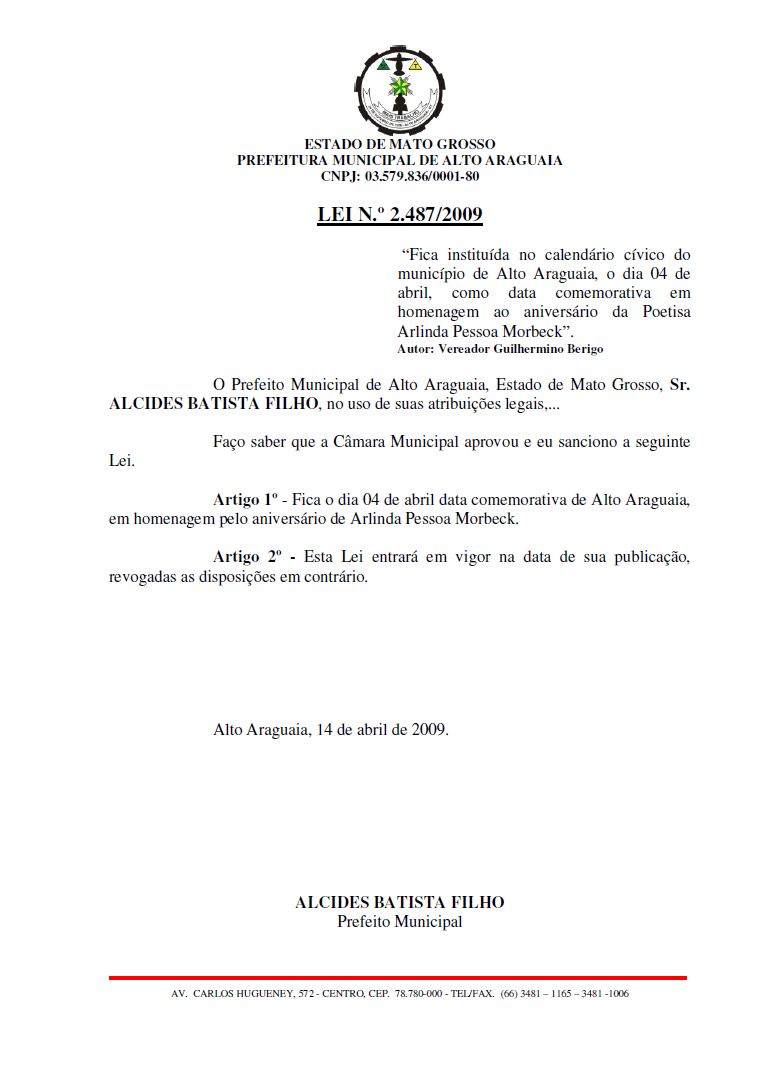 MAIS TRABALHO
ESTADO DE MATO GROSSO
PREFEITURA MUNICIPAL DE ALTO ARAGUAIA
CNPJ: 03.579.836/0001-80
LEI N.º 2.487/2009
“Fica instituída no calendário cívico do
município de Alto Araguaia, o dia 04 de
abril, como data comemorativa em
homenagem ao aniversário da Poetisa
Arlinda Pessoa Morbeck”.
Autor: Vereador Guilhermino Berigo
O Prefeito Municipal de Alto Araguaia, Estado de Mato Grosso, Sr.
ALCIDES BATISTA FILHO, no uso de suas atribuições legais,...
Faço saber que a Câmara Municipal aprovou e eu sanciono a seguinte
Lei.
Artigo 1º - Fica o dia 04 de abril data comemorativa de Alto Araguaia,
em homenagem pelo aniversário de Arlinda Pessoa Morbeck.
Artigo 2º - Esta Lei entrará em vigor na data de sua publicação,
revogadas as disposições em contrário.
Alto Araguaia, 14 de abril de 2009.
ALCIDES BATISTA FILHO
Prefeito Municipal
AV. CARLOS HUGUENEY, 572 - CENTRO, CEP. 78.780-000 - TEL/FAX. (66) 3481 – 1165 – 3481 -1006